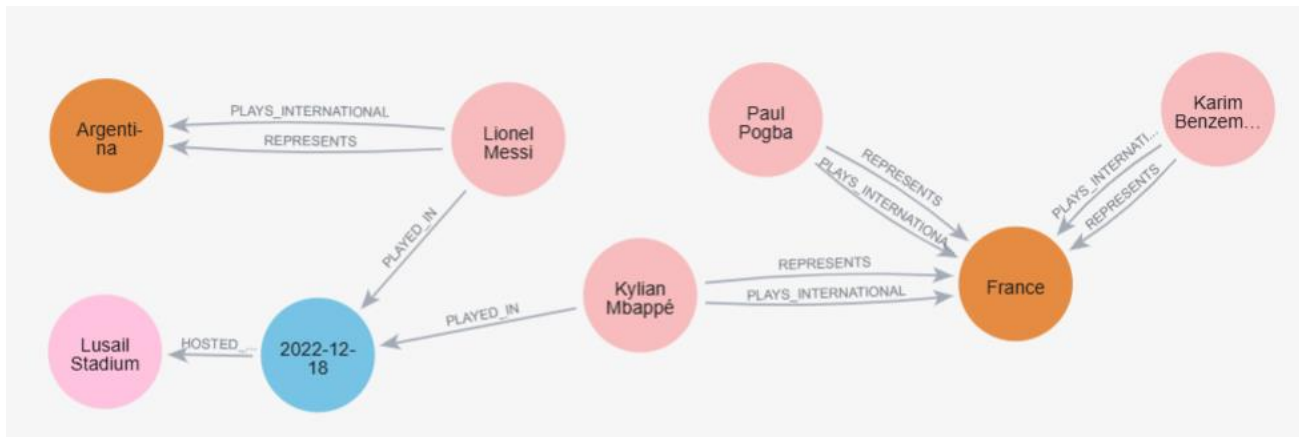 Argenti-
na
PLAYS_INTERNATIONAL
REPRESENTS
Lionel
Messi
PLAYED_IN
Paul
Pogba
REPRESENTS
PLAYS_INTERNATIONA…
Karim
Benzem…
PLAYS_INTERNATI…
REPRESENTS
Lusail
Stadium
HOSTED_…
2022-12-
18
PLAYED_IN
Kylian
Mbappé
REPRESENTS
PLAYS_INTERNATIONAL
France